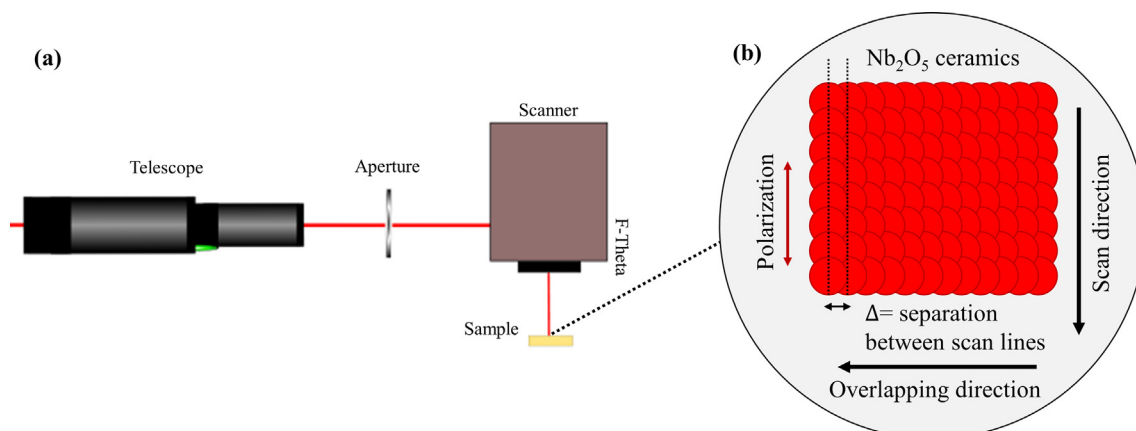 (a)
Telescope
Aperture
Scanner
F-Theta
Sample
(b)
Nb₂O₅ ceramics
Polarization
Scan direction
Δ= separation
between scan lines
Overlapping direction